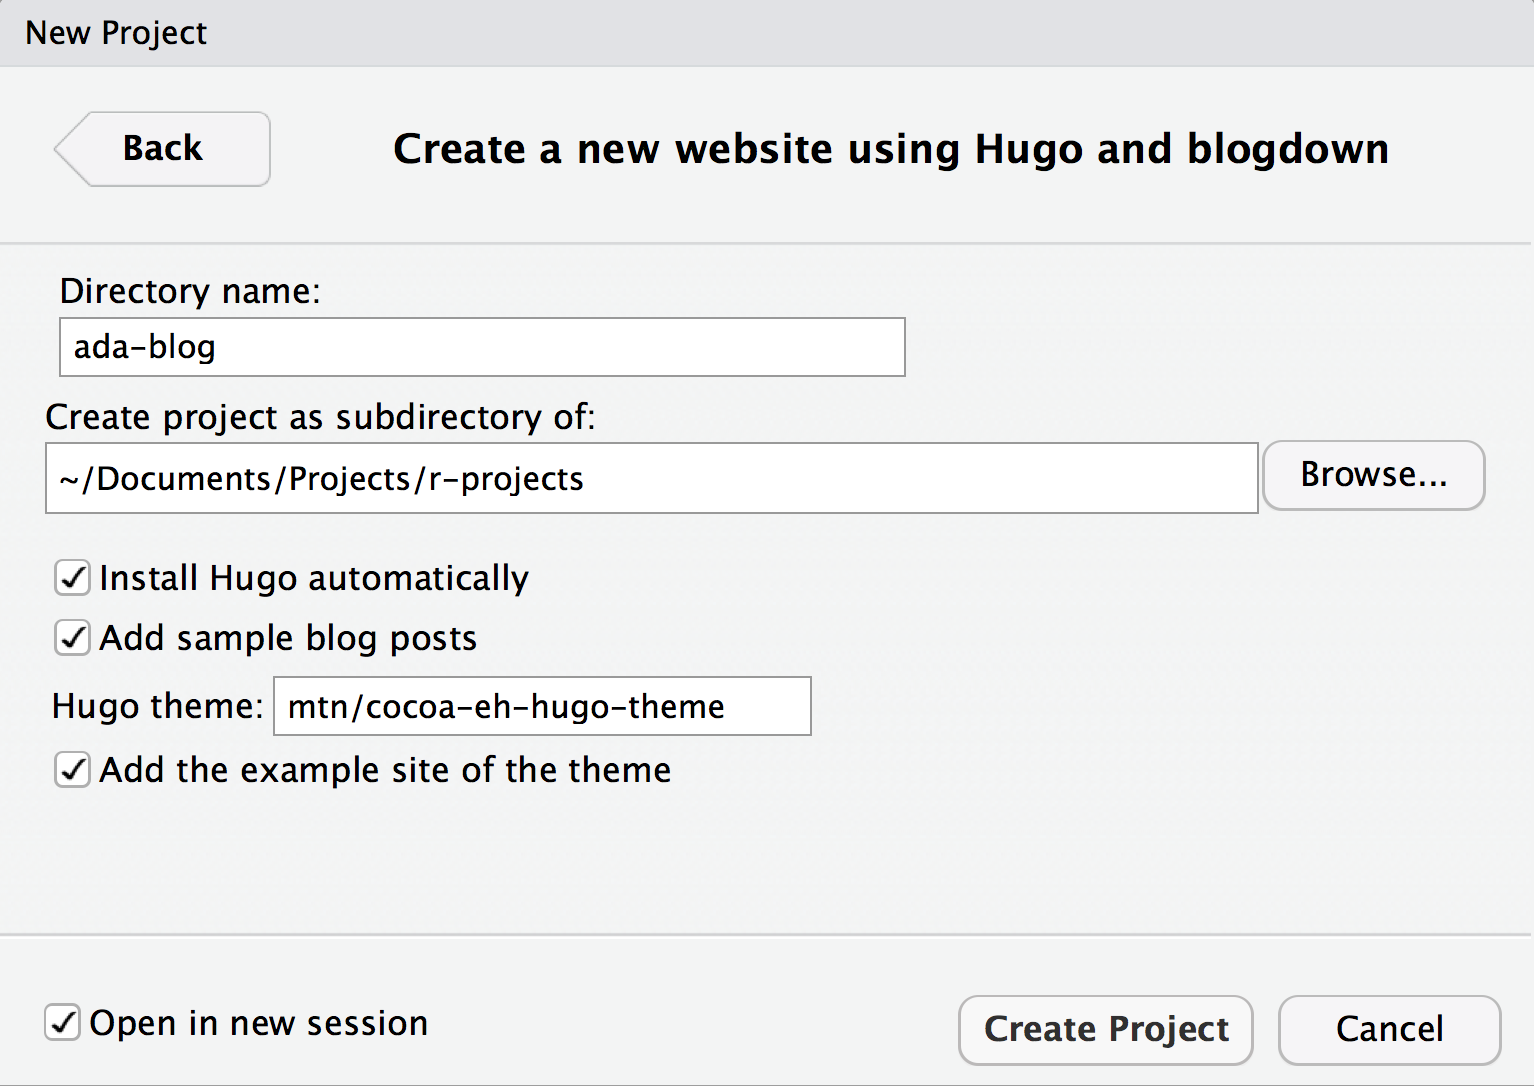 New Project
Back
Create a new website using Hugo and blogdown
Directory name:
ada-blog
Create project as subdirectory of:
~/Documents/Projects/r-projects
Browse...
Install Hugo automatically
Add sample blog posts
Hugo theme: mtn/cocoa-eh-hugo-theme
Add the example site of the theme
Open in new session
Create Project
Cancel